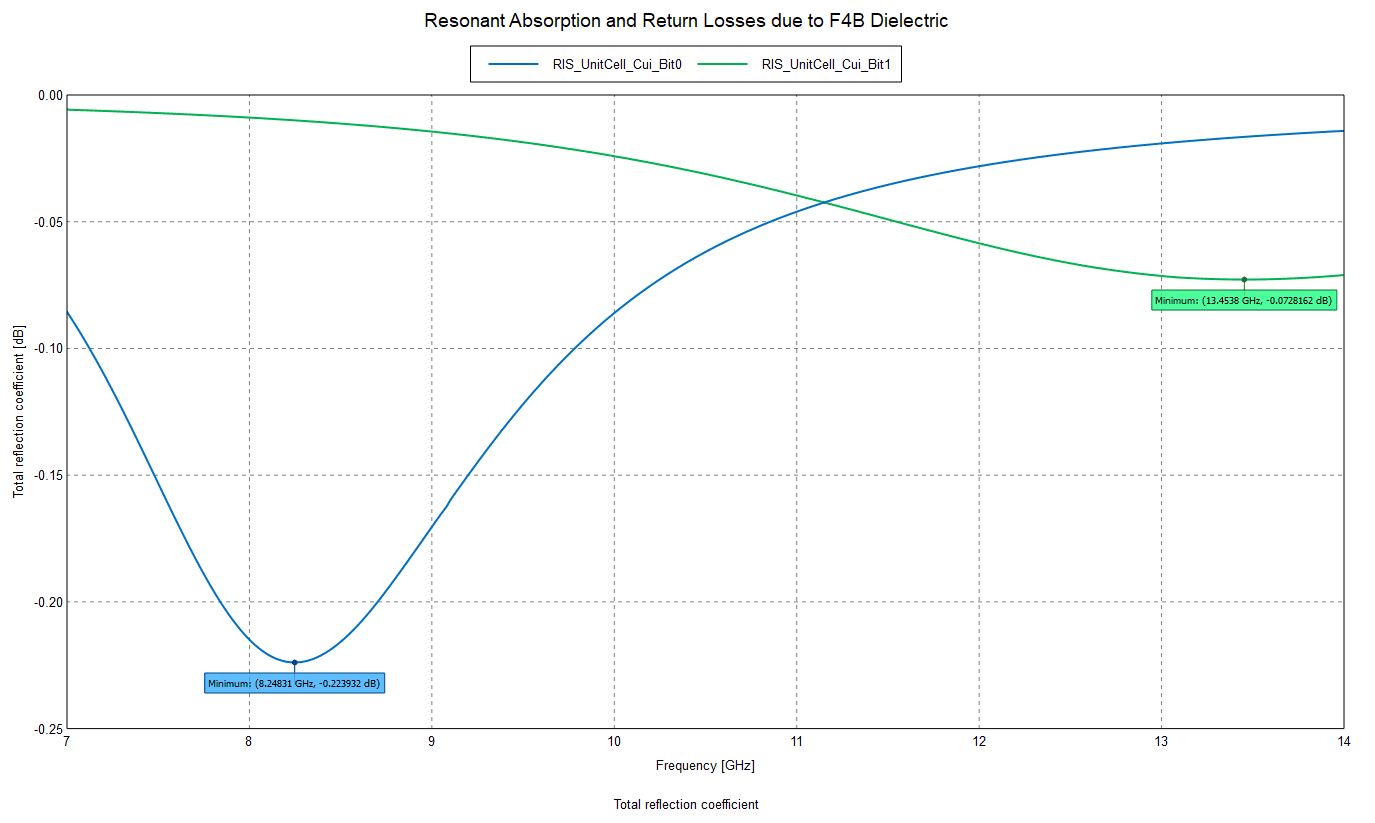 Resonant Absorption and Return Losses due to F4B Dielectric
RIS_UnitCell_Cui_Bit0 RIS_UnitCell_Cui_Bit1
0.00
-0.05
-0.10
-0.15
-0.20
-0.25
Total reflection coefficient [dB]
Minimum: (13.4538 GHz, -0.0728162 dB)
Minimum: (8.24831 GHz, -0.223932 dB)
7 8 9 10 11 12 13 14
Frequency [GHz]
Total reflection coefficient